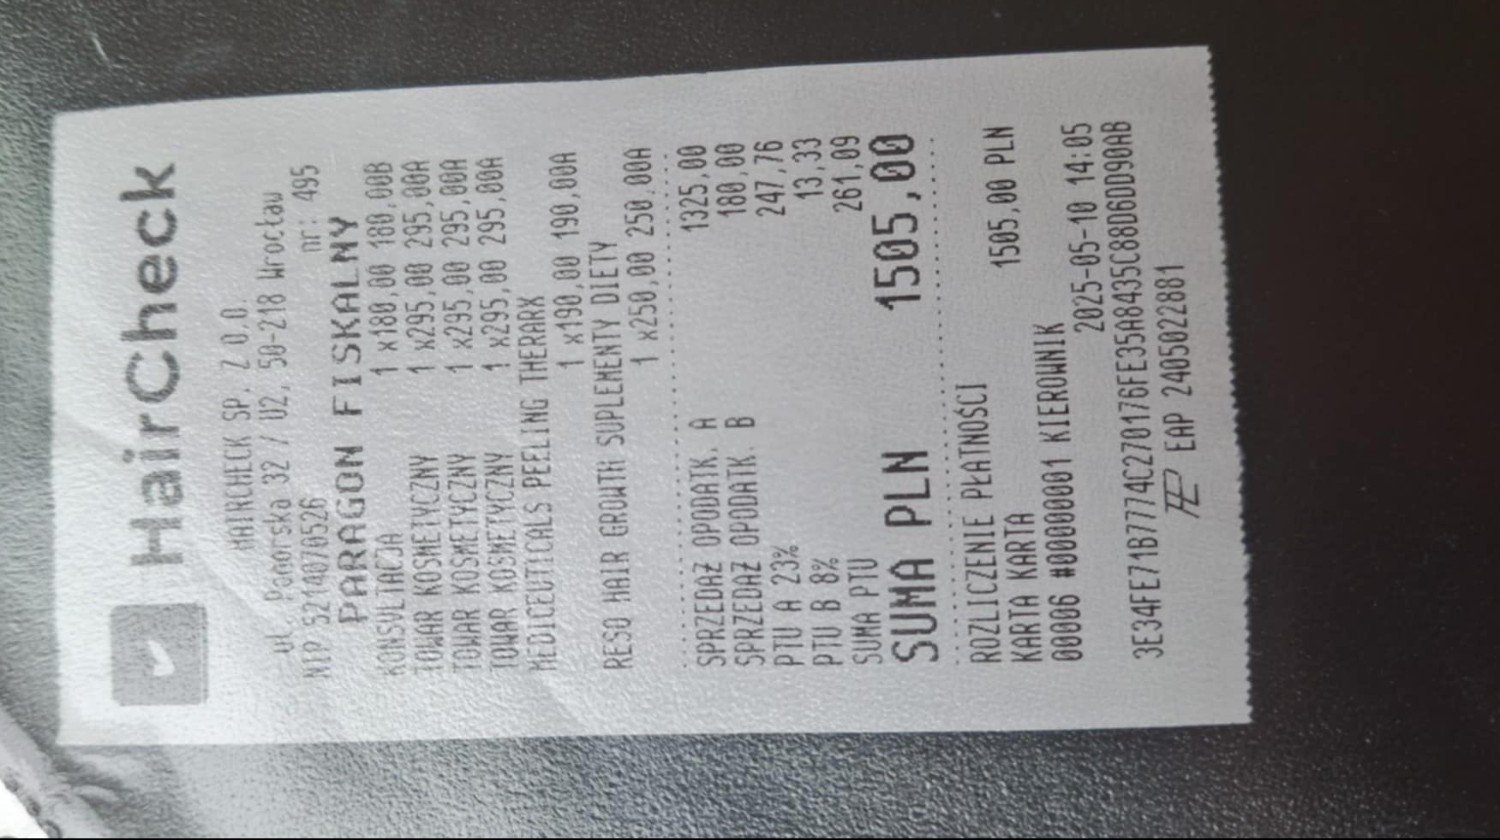 HairCheck
HAIRCHECK SP. Z O.O.
ul. Pomorska 32 / U2, 50-218 Wrocław
NIP 5214070526 nr: 495
PARAGON FISKALNY
KONSULTACJA 1 x180,00 180,00B
TOWAR KOSMETYCZNY 1 x295,00 295,00A
TOWAR KOSMETYCZNY 1 x295,00 295,00A
TOWAR KOSMETYCZNY 1 x295,00 295,00A
MEDICEUTICALS PEELING THERARX
1 x190,00 190,00A
RESO HAIR GROWTH SUPLEMENTY DIETY
1 x250,00 250,00A
SPRZEDAŻ OPODATK. A 1325,00
SPRZEDAŻ OPODATK. B 180,00
PTU A 23% 247,76
PTU B 8% 13,33
SUMA PTU 261,09
SUMA PLN 1505,00
ROZLICZENIE PŁATNOŚCI
KARTA KARTA 1505,00 PLN
00006 #00000001 KIEROWNIK
2025-05-10 14:05
3E34FE71B7774C270176FE35A8435C88D6DD90AB
EAP 2405022881